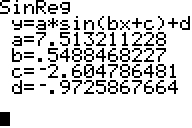 SinReg
y=a*sin(bx+c)+d
a=7.513211228
b=.5488468227
c=-2.604786481
d=-.9725867664